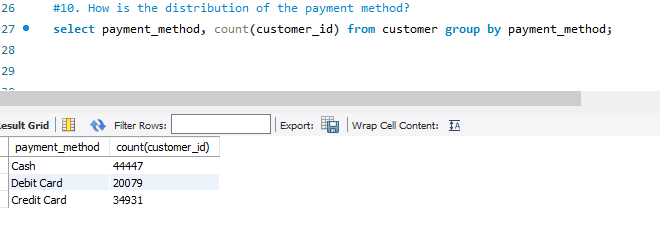 26 #10. How is the distribution of the payment method?
27 select payment_method, count(customer_id) from customer group by payment_method;
28
29
Result Grid Filter Rows: Export: Wrap Cell Content: IA
payment_method count(customer_id)
Cash 44447
Debit Card 20079
Credit Card 34931